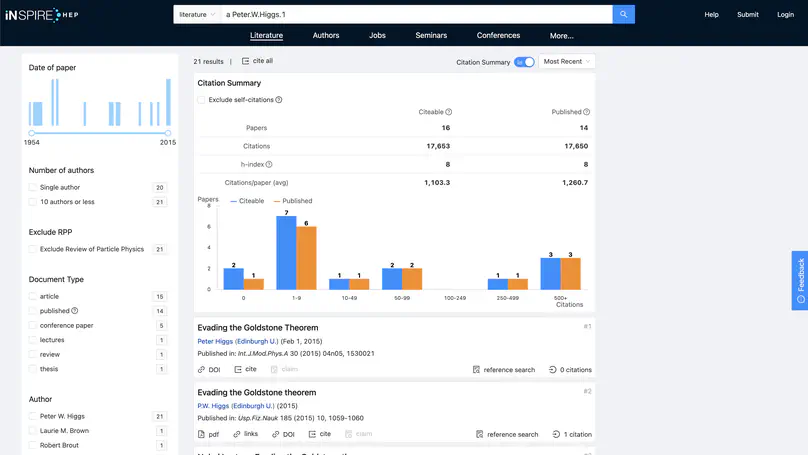 iNSPIRE HEP
literature
a Peter.W.Higgs.1
Help
Submit
Login
Literature
Authors
Jobs
Seminars
Conferences
More...
Date of paper
1954
2015
Number of authors
Single author 20
10 authors or less 21
Exclude RPP
Exclude Review of Particle Physics 21
Document Type
article 15
published 14
conference paper 5
lectures 1
review 1
thesis 1
Author
Peter W. Higgs 21
Laurie M. Brown 1
Robert Brout 1
21 results | cite all
Citation Summary
Most Recent
Citation Summary
Exclude self-citations
Citeable Published
Papers 16 14
Citations 17,653 17,650
h-index 8 8
Citations/paper (avg) 1,103.3 1,260.7
Papers
Citeable Published
8
6
4
2
0
2 1 7 6 1 1 2 2 1 1 3 3
0 1-9 10-49 50-99 100-249 250-499 500+
Citations
Evading the Goldstone Theorem #1
Peter Higgs (Edinburgh U.) (Feb 1, 2015)
Published in: Int.J.Mod.Phys.A 30 (2015) 04n05, 1530021
DOI cite claim reference search 0 citations
Evading the Goldstone theorem #2
P.W. Higgs (Edinburgh U.) (2015)
Published in: Usp.Fiz.Nauk 185 (2015) 10, 1059-1060
pdf links DOI cite claim reference search 1 citation
Feedback